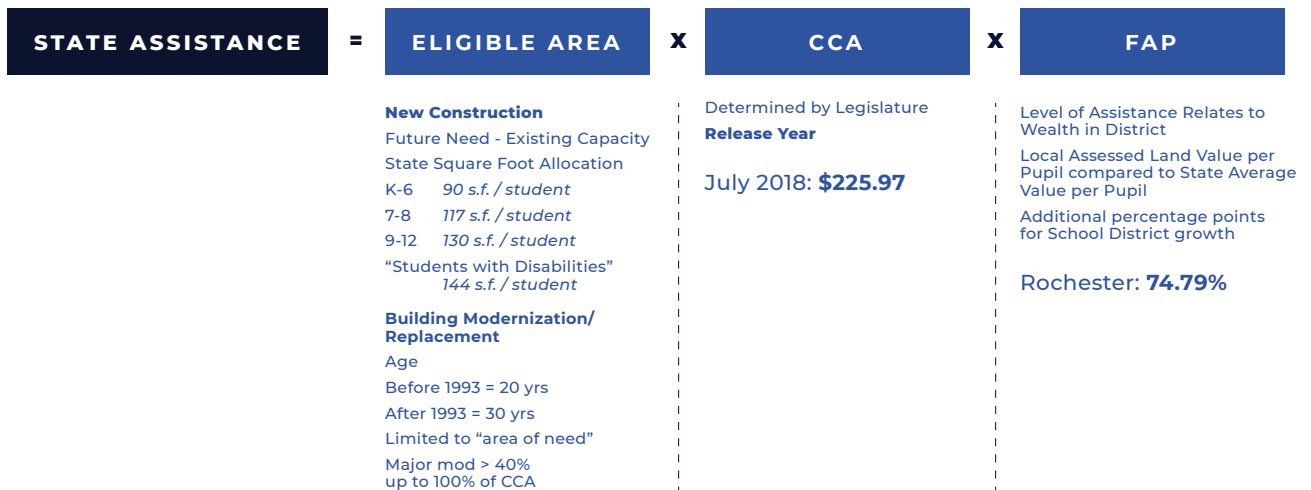 STATE ASSISTANCE = ELIGIBLE AREA x CCA x FAP
New Construction
Future Need - Existing Capacity
State Square Foot Allocation
K-6 90 s.f. / student
7-8 117 s.f. / student
9-12 130 s.f. / student
“Students with Disabilities”
144 s.f. / student
Building Modernization/
Replacement
Age
Before 1993 = 20 yrs
After 1993 = 30 yrs
Limited to “area of need”
Major mod > 40%
up to 100% of CCA
Determined by Legislature
Release Year
July 2018: $225.97
Level of Assistance Relates to
Wealth in District
Local Assessed Land Value per
Pupil compared to State Average
Value per Pupil
Additional percentage points
for School District growth
Rochester: 74.79%